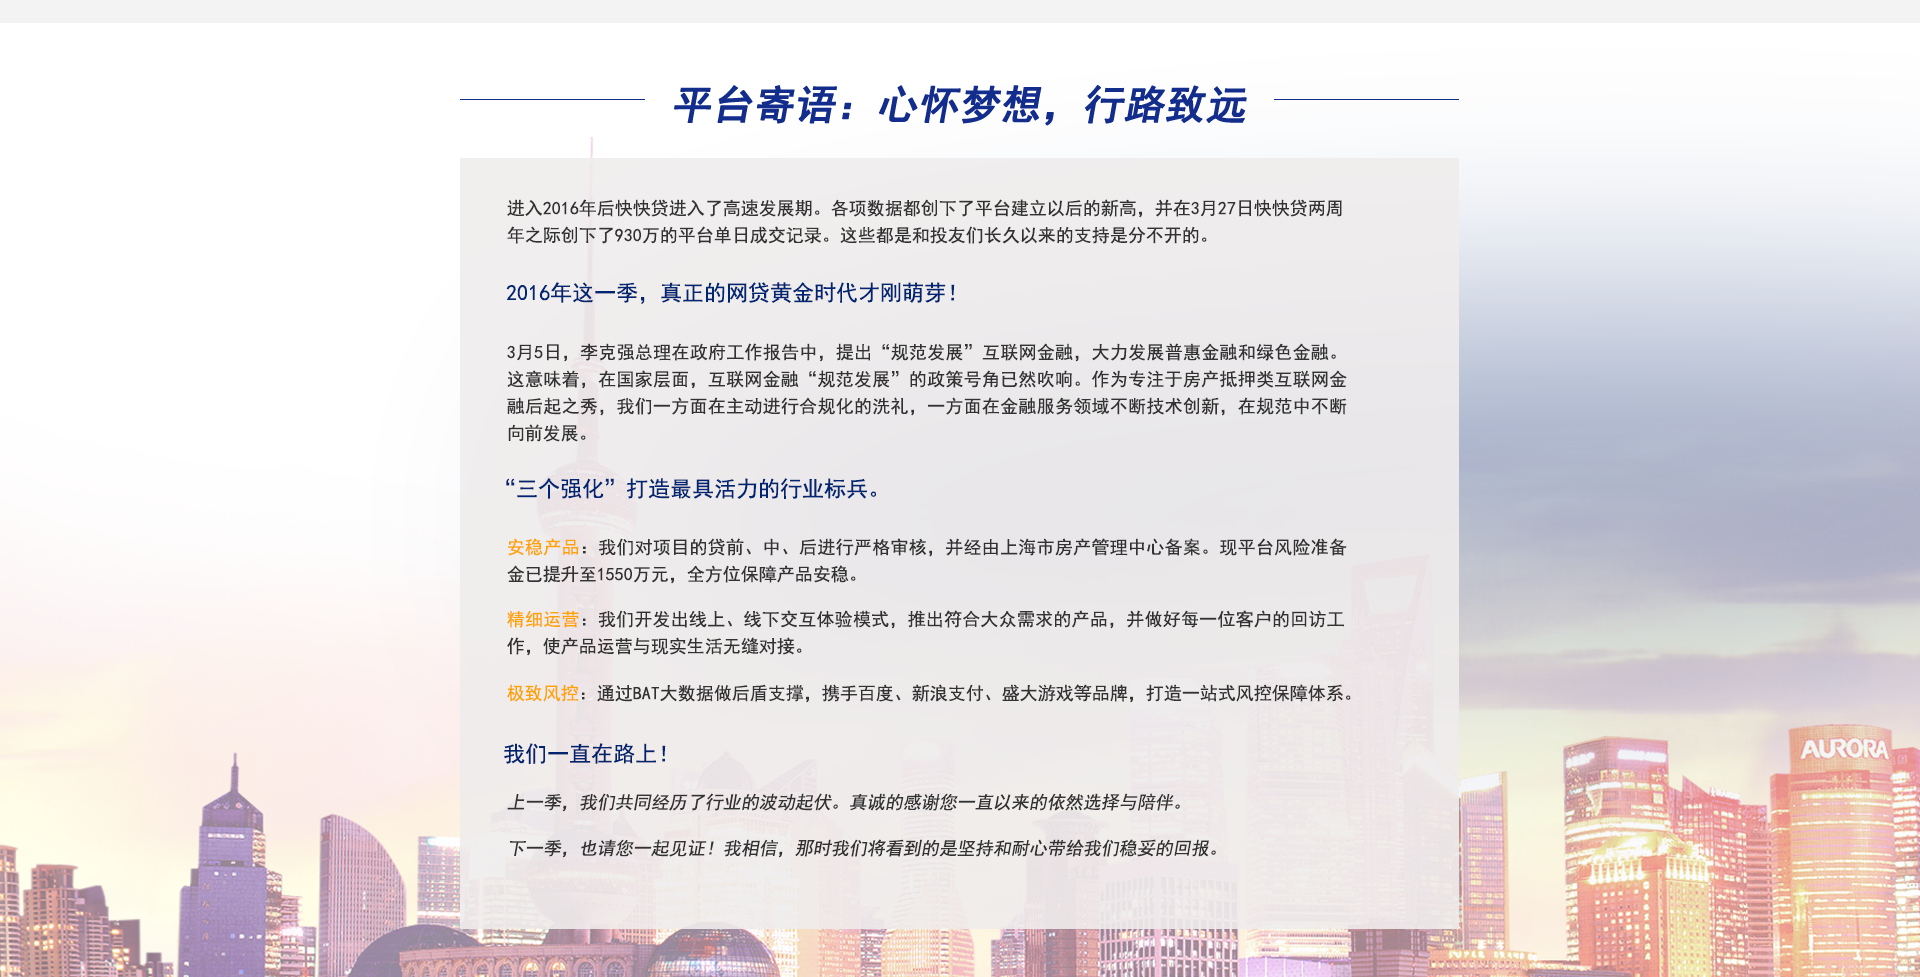 平台寄语：心怀梦想，行路致远
进入2016年后快快贷进入了高速发展期。各项数据都创下了平台建立以后的新高，并在3月27日快快贷两周
年之际创下了930万的平台单日成交记录。这些都是和投友们长久以来的支持是分不开的。
2016年这一季，真正的网贷黄金时代才刚萌芽！
3月5日，李克强总理在政府工作报告中，提出“规范发展”互联网金融，大力发展普惠金融和绿色金融。
这意味着，在国家层面，互联网金融“规范发展”的政策号角已然吹响。作为专注于房产抵押类互联网金
融后起之秀，我们一方面在主动进行合规化的洗礼，一方面在金融服务领域不断技术创新，在规范中不断
向前发展。
“三个强化”打造最具活力的行业标兵。
安稳产品：我们对项目的贷前、中、后进行严格审核，并经由上海市房产管理中心备案。现平台风险准备
金已提升至1550万元，全方位保障产品安稳。
精细运营：我们开发出线上、线下交互体验模式，推出符合大众需求的产品，并做好每一位客户的回访工
作，使产品运营与现实生活无缝对接。
极致风控：通过BAT大数据做后盾支撑，携手百度、新浪支付、盛大游戏等品牌，打造一站式风控保障体系。
我们一直在路上！
上一季，我们共同经历了行业的波动起伏。真诚的感谢您一直以来的依然选择与陪伴。
下一季，也请您一起见证！我相信，那时我们将看到的是坚持和耐心带给我们稳妥的回报。
AURORA